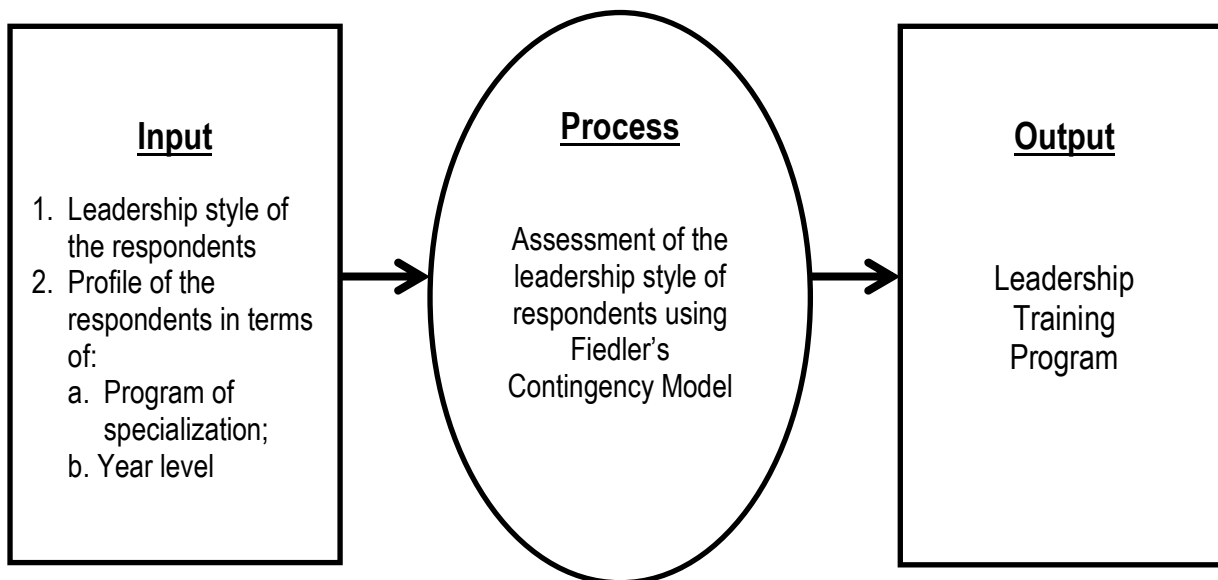 Input
1. Leadership style of
the respondents
2. Profile of the
respondents in terms
of:
a. Program of
specialization;
b. Year level
Process
Assessment of the
leadership style of
respondents using
Fiedler’s
Contingency Model
Output
Leadership
Training
Program